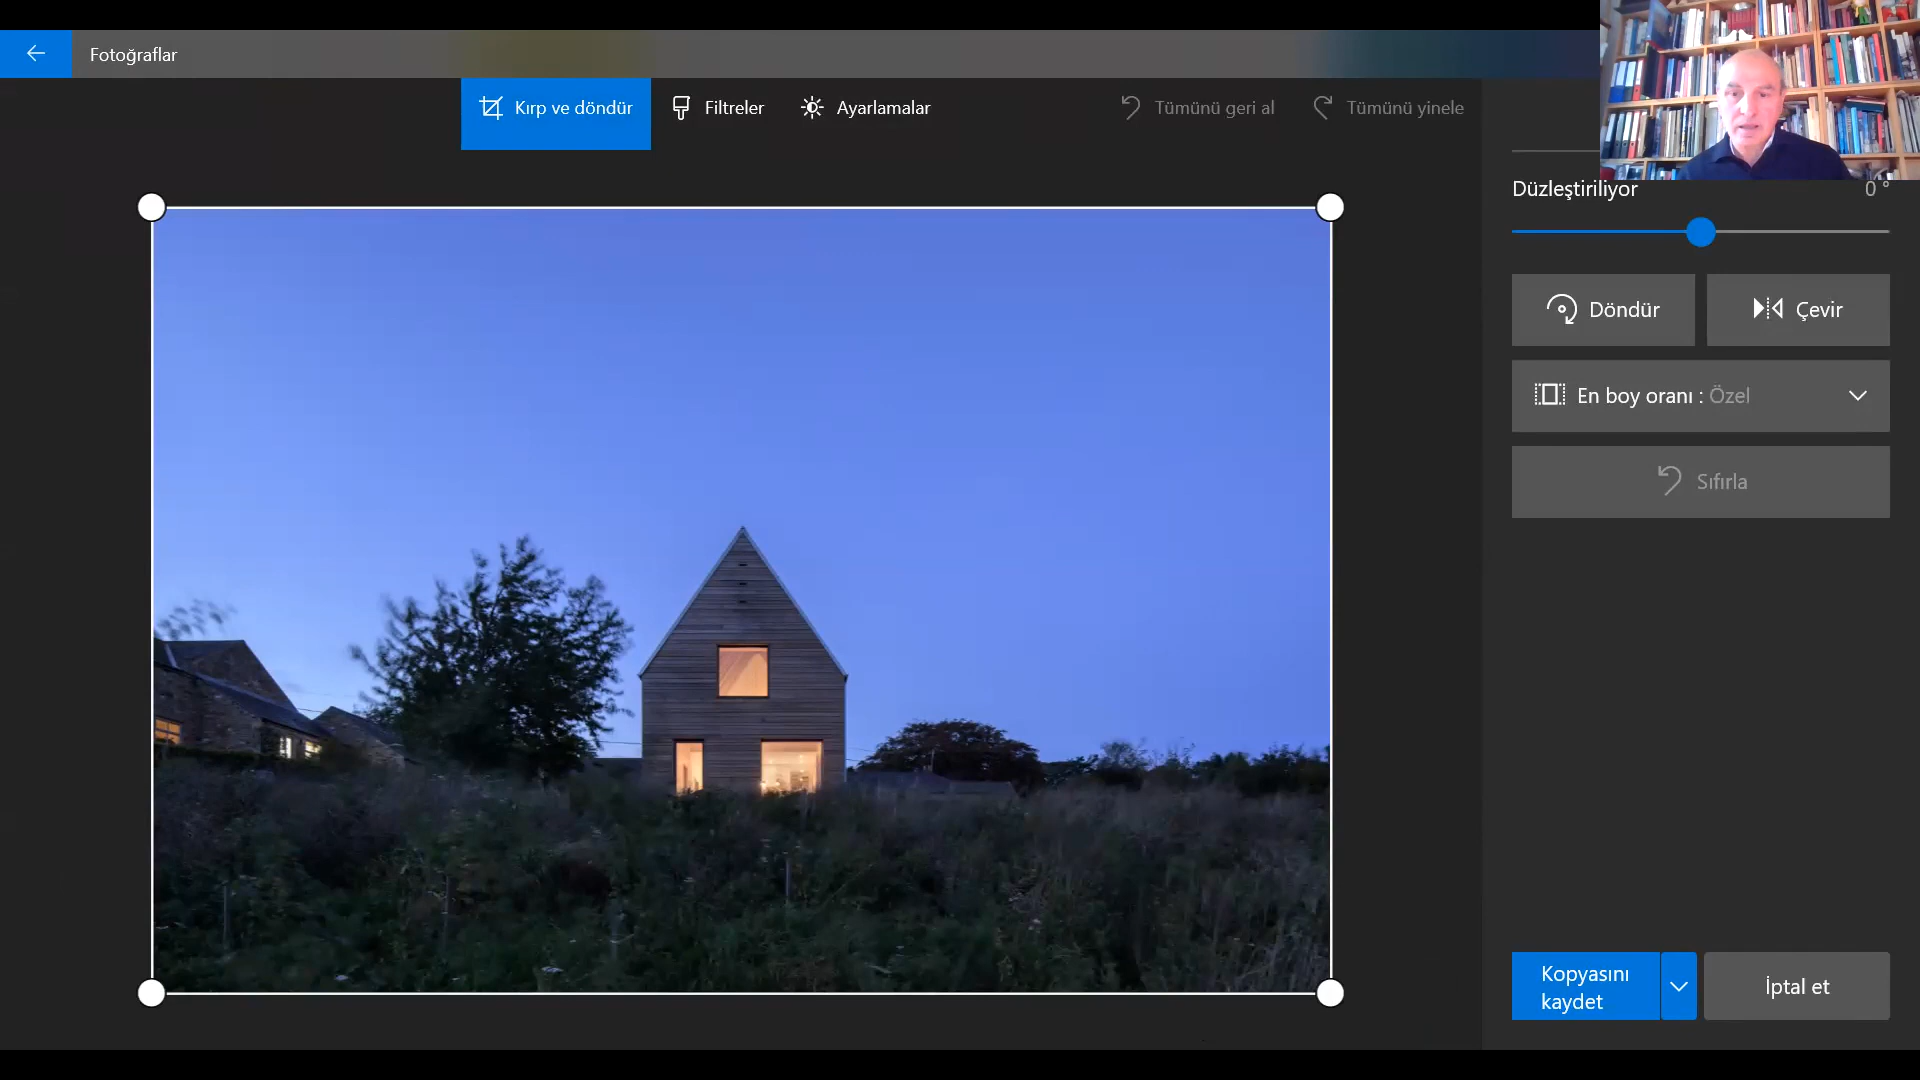 Fotoğraflar
Kırp ve döndür
Filtreler
Ayarlamalar
Tümünü geri al
Tümünü yinele
Düzleştiriliyor
0 °
Döndür
Çevir
En boy oranı : Özel
Sıfırla
Kopyasını
kaydet
İptal et